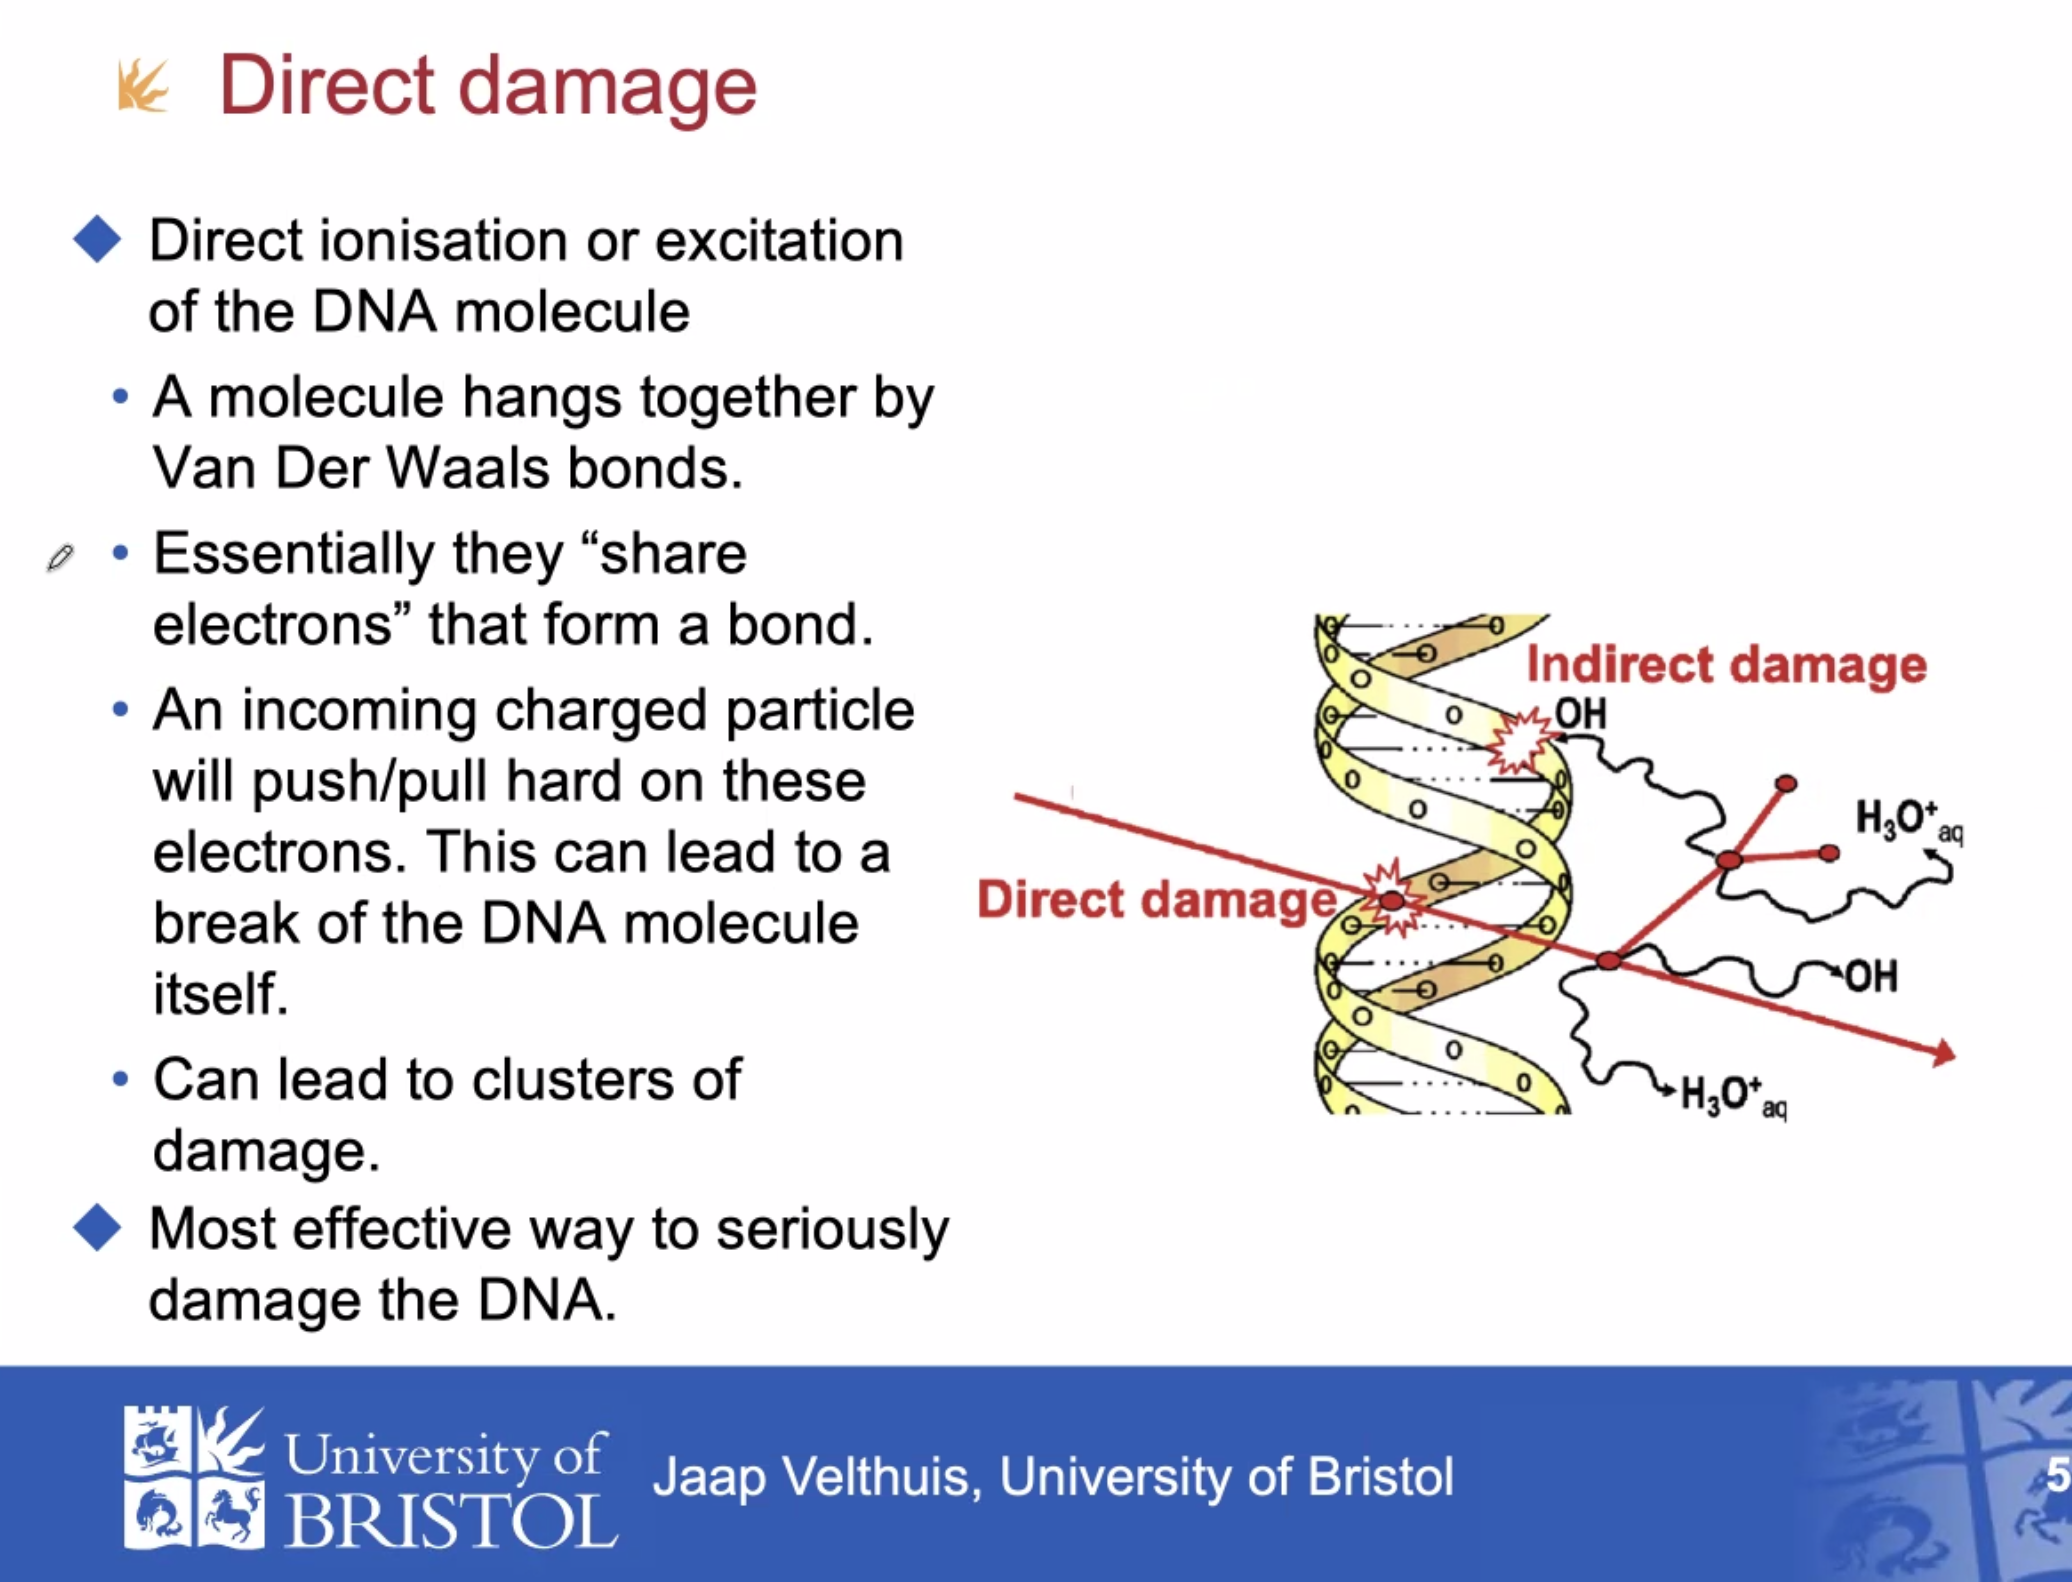 Direct damage
Direct ionisation or excitation
of the DNA molecule
• A molecule hangs together by
Van Der Waals bonds.
• Essentially they “share
electrons” that form a bond.
• An incoming charged particle
will push/pull hard on these
electrons. This can lead to a
break of the DNA molecule
itself.
• Can lead to clusters of
damage.
Most effective way to seriously
damage the DNA.
Indirect damage
OH
H₃O⁺aq
Direct damage
OH
H₃O⁺aq
University of
BRISTOL
Jaap Velthuis, University of Bristol
5